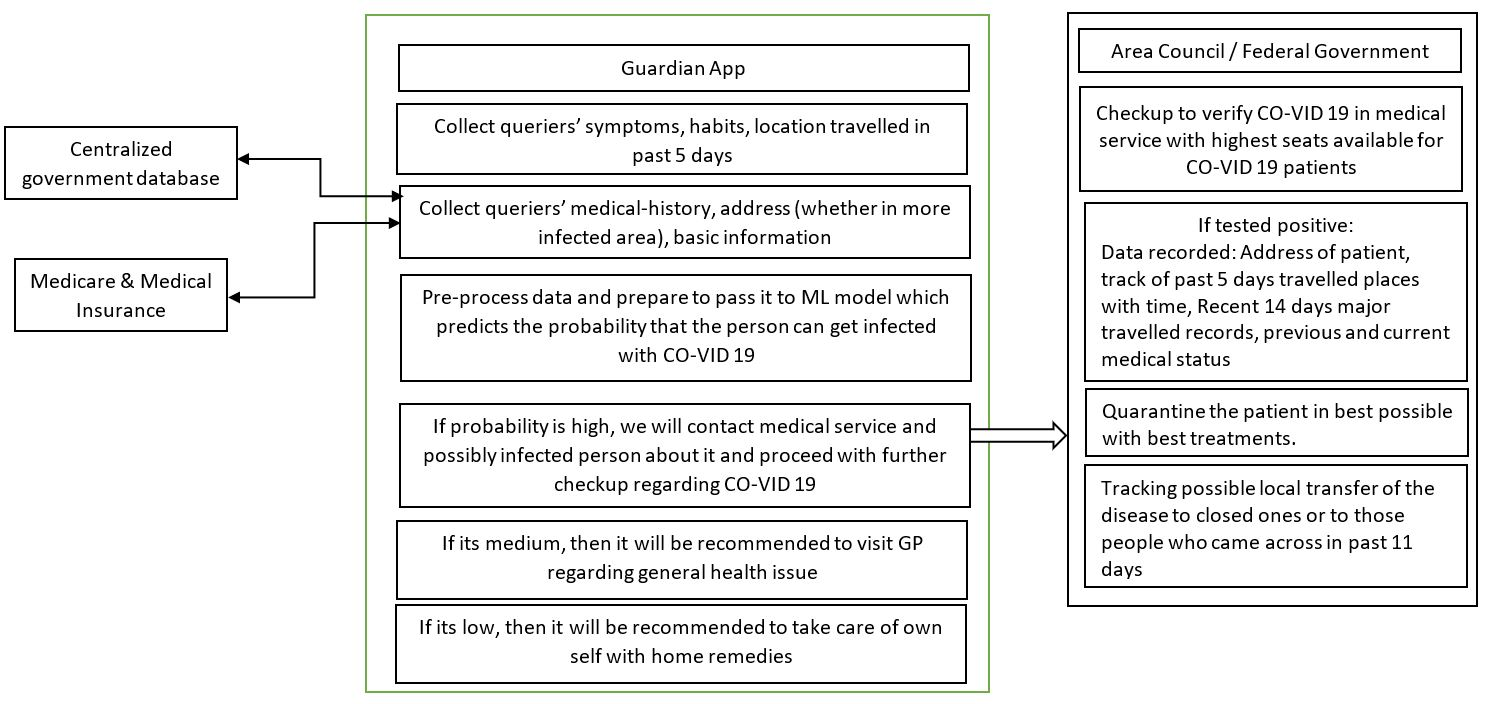 Centralized
government database
Medicare & Medical
Insurance
Guardian App
Collect queriers’ symptoms, habits, location travelled in
past 5 days
Collect queriers’ medical-history, address (whether in more
infected area), basic information
Pre-process data and prepare to pass it to ML model which
predicts the probability that the person can get infected
with CO-VID 19
If probability is high, we will contact medical service and
possibly infected person about it and proceed with further
checkup regarding CO-VID 19
If its medium, then it will be recommended to visit GP
regarding general health issue
If its low, then it will be recommended to take care of own
self with home remedies
Area Council / Federal Government
Checkup to verify CO-VID 19 in medical
service with highest seats available for
CO-VID 19 patients
If tested positive:
Data recorded: Address of patient,
track of past 5 days travelled places
with time, Recent 14 days major
travelled records, previous and current
medical status
Quarantine the patient in best possible
with best treatments.
Tracking possible local transfer of the
disease to closed ones or to those
people who came across in past 11
days